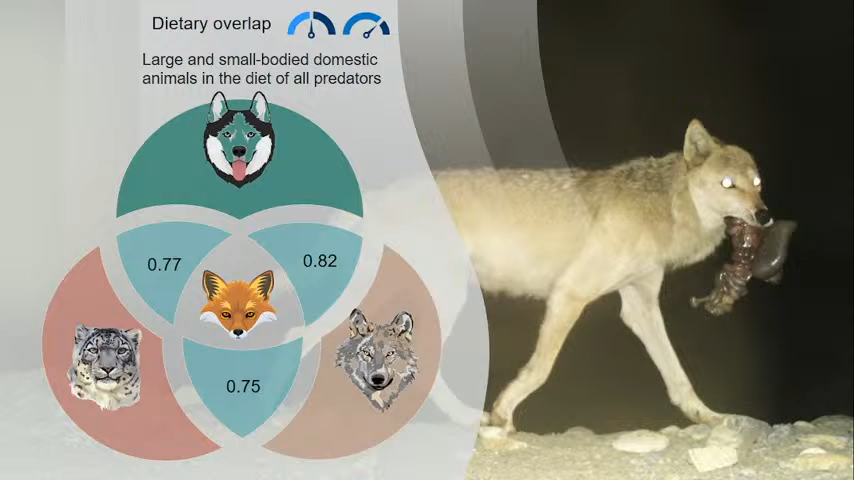 Dietary overlap
Large and small-bodied domestic
animals in the diet of all predators
0.77
0.82
0.75